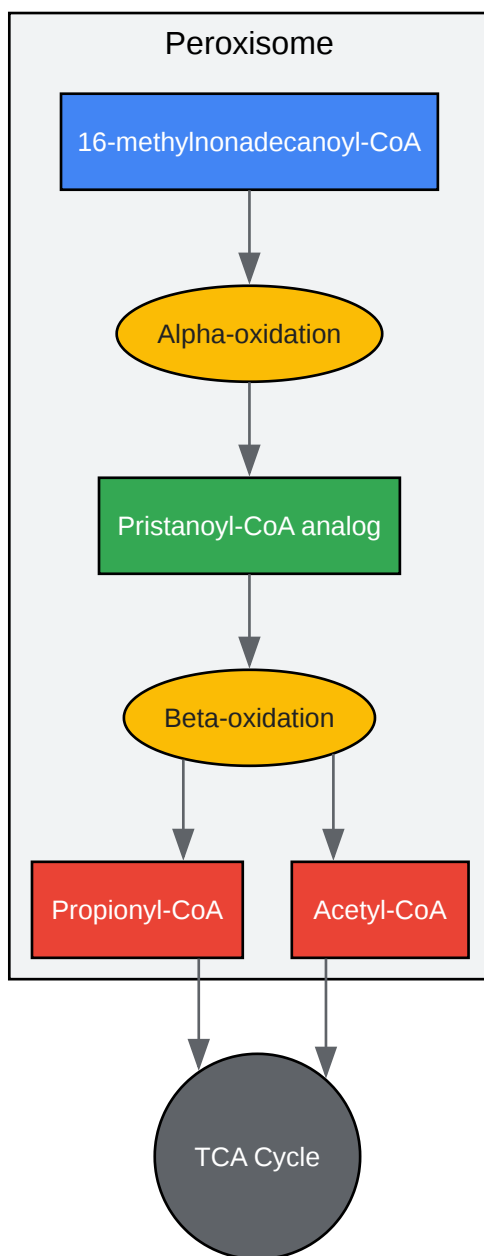 Peroxisome
16-methylnonadecanoyl-CoA
Alpha-oxidation
Pristanoyl-CoA analog
Beta-oxidation
Propionyl-CoA
Acetyl-CoA
TCA Cycle